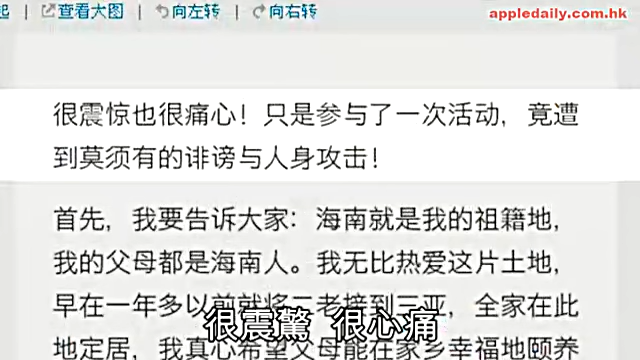 查看大图 | 向左转 | 向右转
appledaily.com.hk
很震惊也很痛心！只是参与了一次活动，竟遭
到莫须有的诽谤与人身攻击！
首先，我要告诉大家：海南就是我的祖籍地，
我的父母都是海南人。我无比热爱这片土地，
早在一年多以前就将二老接到三亚，全家在此
地定居，我真心希望父母能在家乡幸福地颐养
很震驚 很心痛